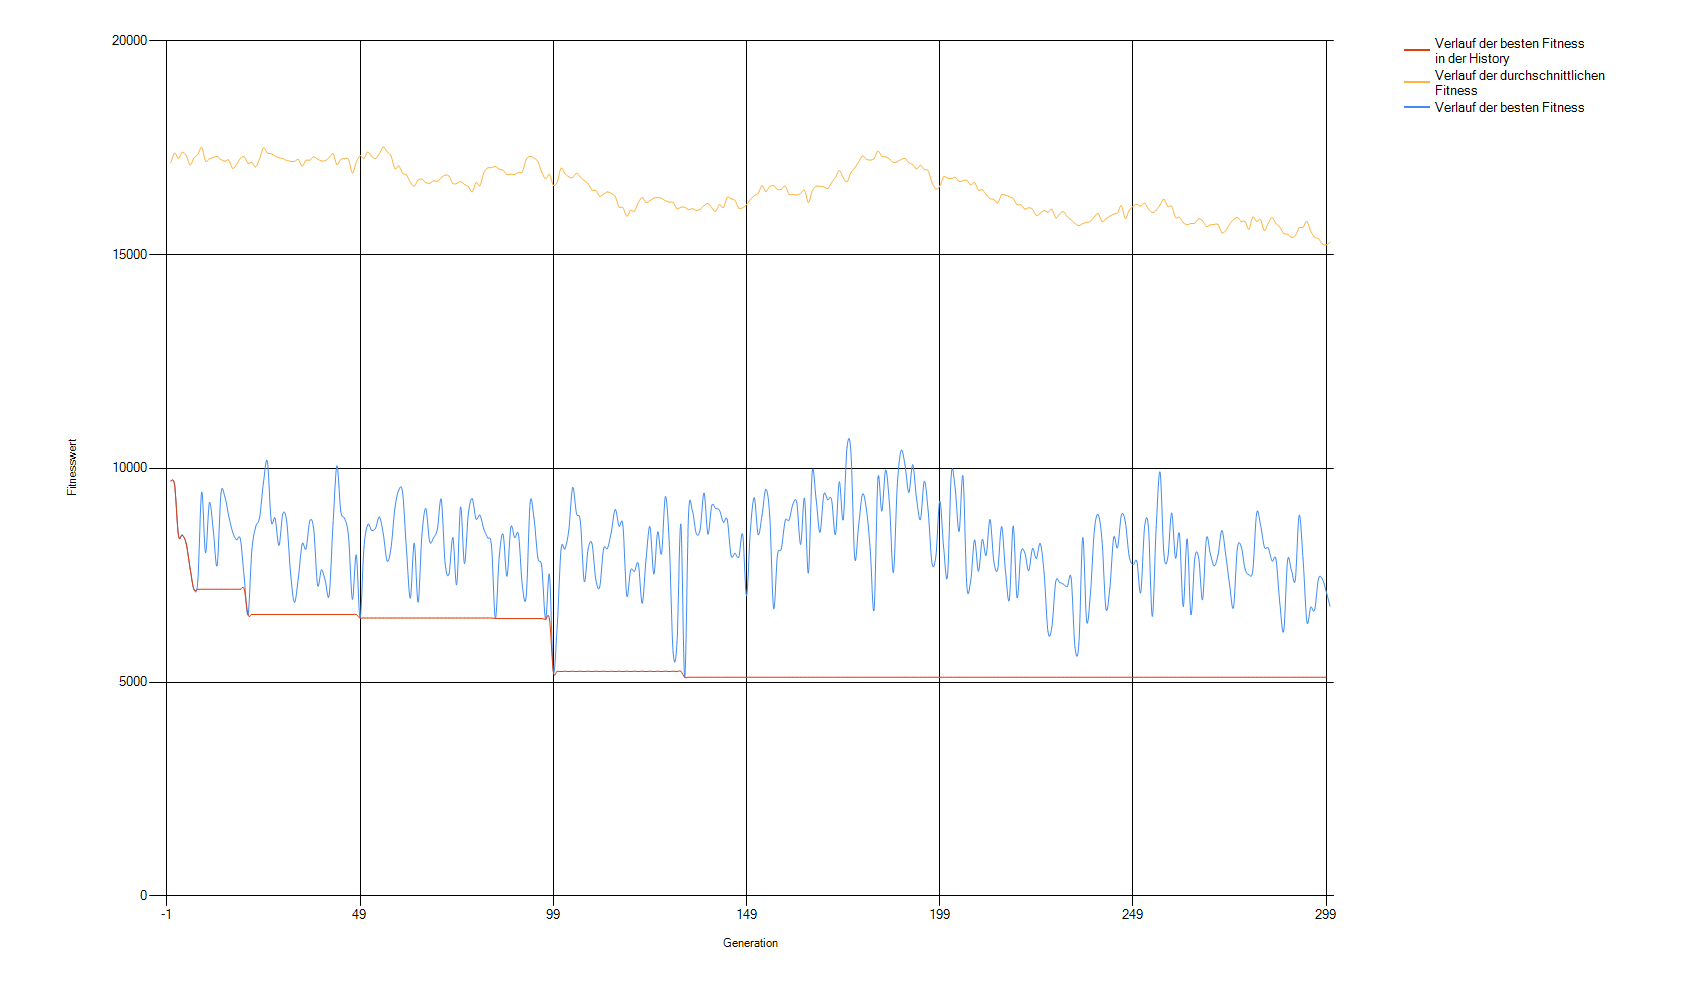 20000
15000
10000
5000
0
Fitnesswert
-1
49
99
149
199
249
299
Generation
Verlauf der besten Fitness
in der History
Verlauf der durchschnittlichen
Fitness
Verlauf der besten Fitness